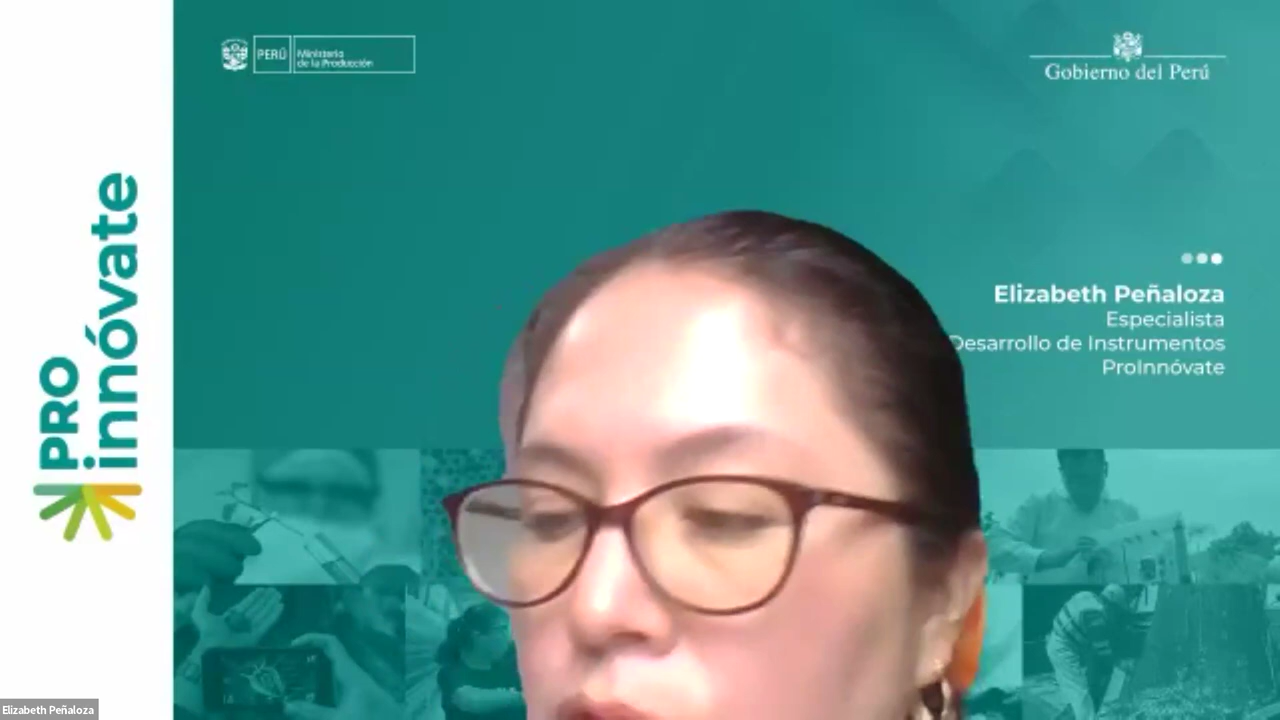 PERÚ
Ministerio
de la Producción
Gobierno del Perú
PRO
innóvate
Elizabeth Peñaloza
Especialista
Desarrollo de Instrumentos
ProInnóvate
Elizabeth Peñaloza